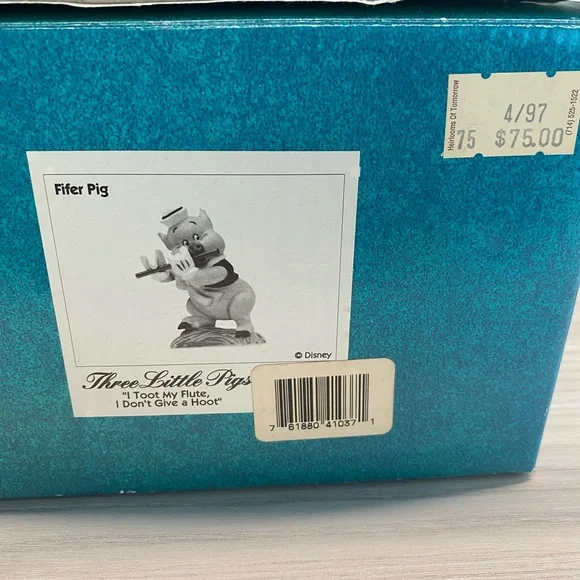 Fifer Pig
© Disney
Three Little Pigs
"I Toot My Flute,
I Don't Give a Hoot"
7 61880 41037 1
Heirlooms Of Tomorrow
4/97
75 $75.00
(714) 525-1522